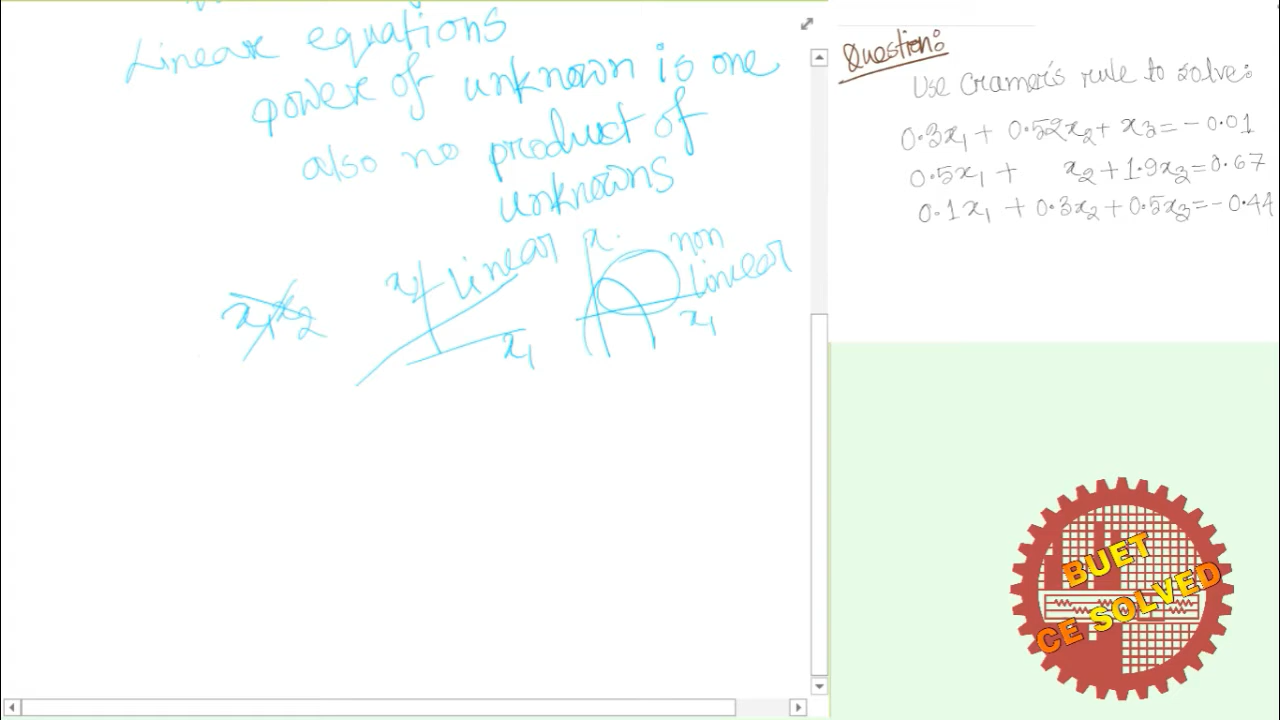 Linear equations
power of unknown is one
also no product of
unknowns
x₁x₂
x₂
Linear
x₁
x
non
linear
x₁
Question:
Use Cramer's rule to solve:
0.3x₁ + 0.52x₂ + x₃ = -0.01
0.5x₁ + x₂ + 1.9x₃ = 0.67
0.1x₁ + 0.3x₂ + 0.5x₃ = -0.44
BUET
CE SOLVED